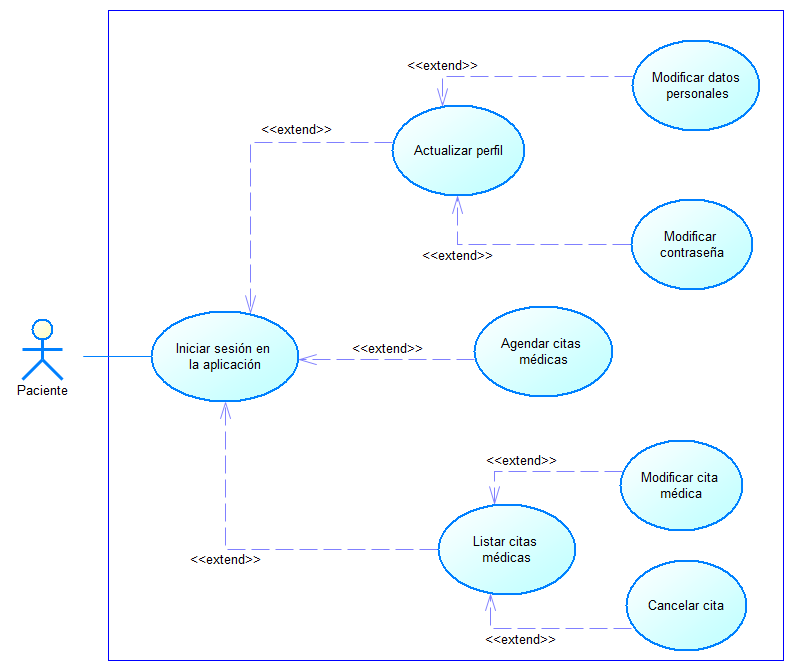 <<extend>>
Modificar datos
personales
<<extend>>
Actualizar perfil
Modificar
contraseña
<<extend>>
Paciente
Iniciar sesión en
la aplicación
<<extend>>
Agendar citas
médicas
<<extend>>
Modificar cita
médica
Listar citas
médicas
<<extend>>
Cancelar cita
<<extend>>